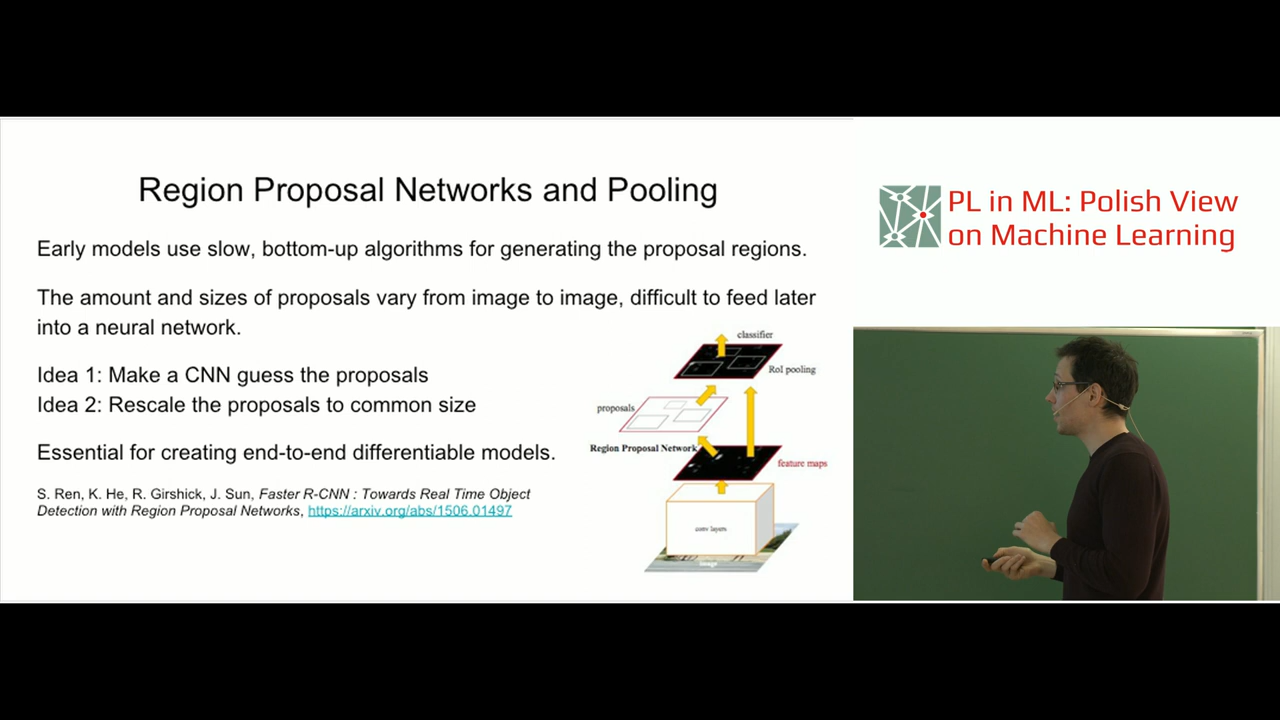 Region Proposal Networks and Pooling
Early models use slow, bottom-up algorithms for generating the proposal regions.
The amount and sizes of proposals vary from image to image, difficult to feed later
into a neural network.
Idea 1: Make a CNN guess the proposals
Idea 2: Rescale the proposals to common size
Essential for creating end-to-end differentiable models.
S. Ren, K. He, R. Girshick, J. Sun, Faster R-CNN : Towards Real Time Object
Detection with Region Proposal Networks, https://arxiv.org/abs/1506.01497
classifier
RoI pooling
proposals
Region Proposal Network
feature maps
conv layers
image
PL in ML: Polish View
on Machine Learning